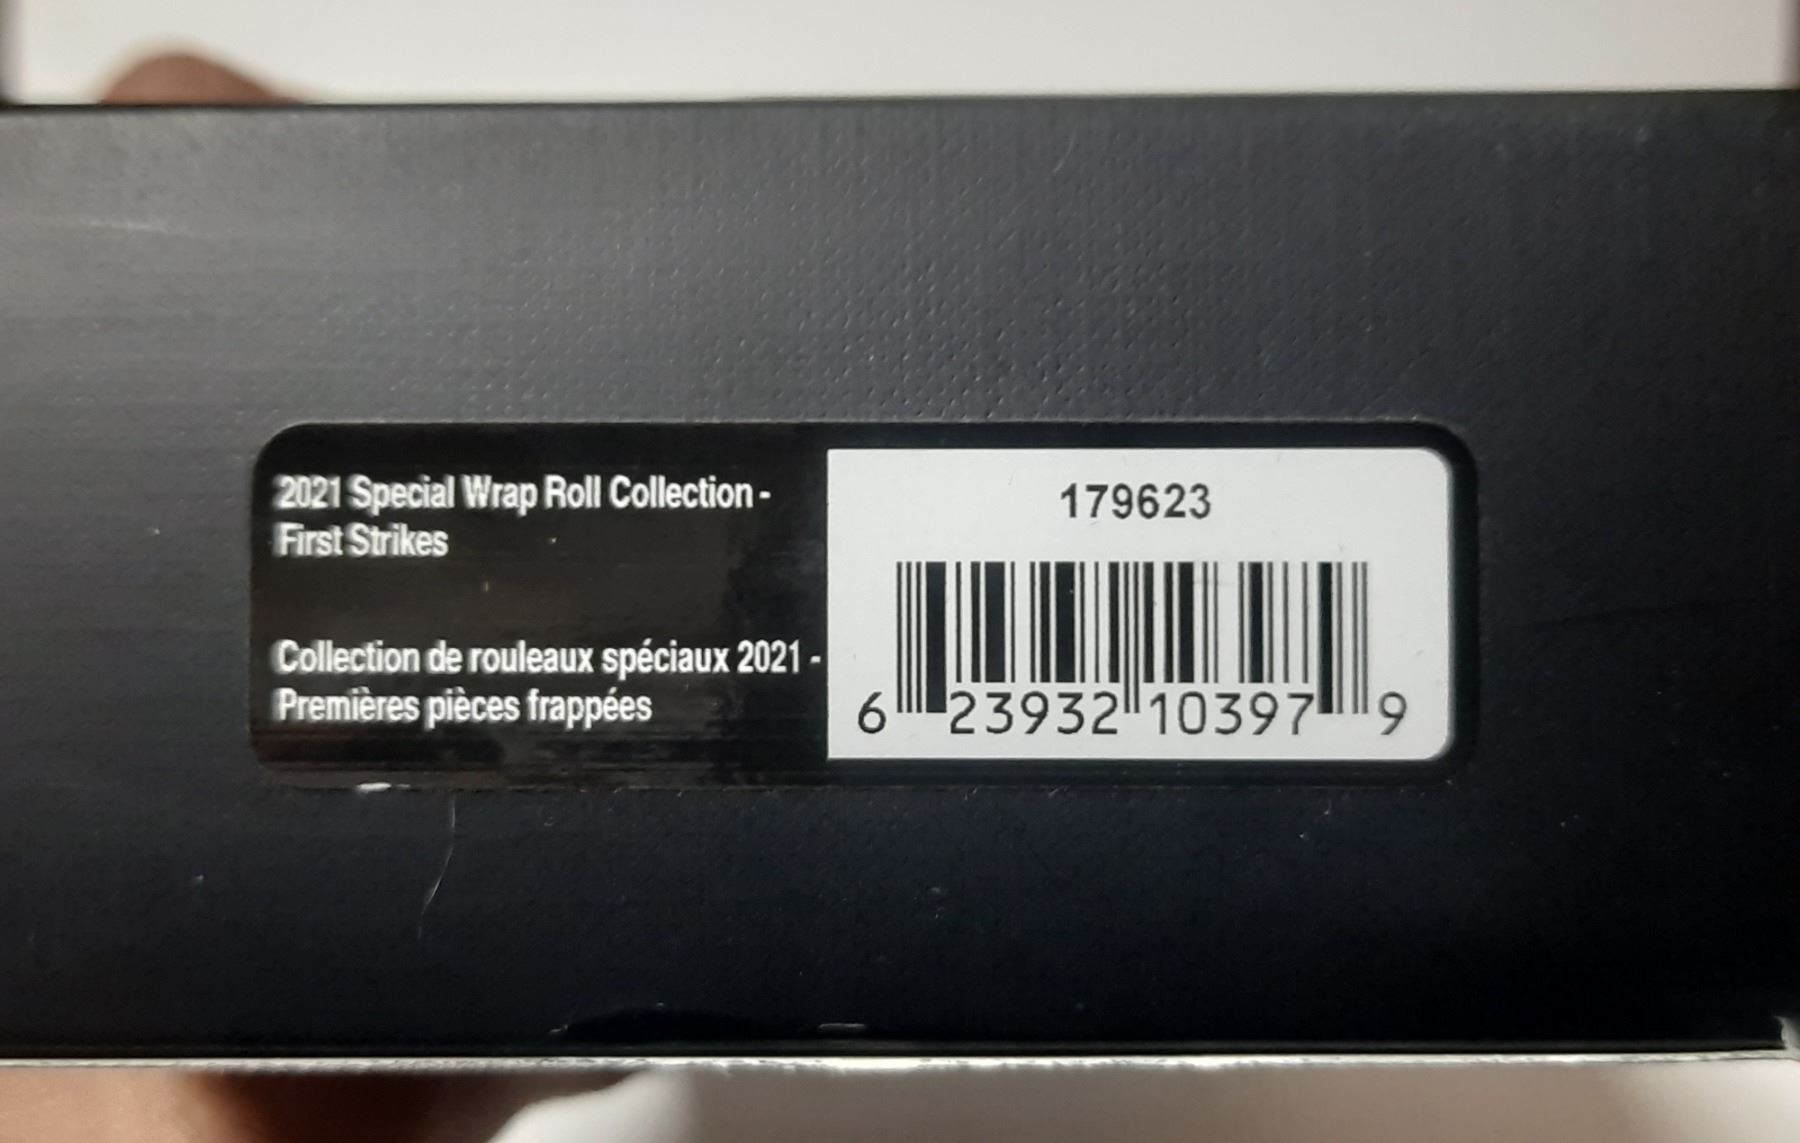 2021 Special Wrap Roll Collection -
First Strikes
Collection de rouleaux spéciaux 2021 -
Premières pièces frappées
179623
6 23932 10397 9